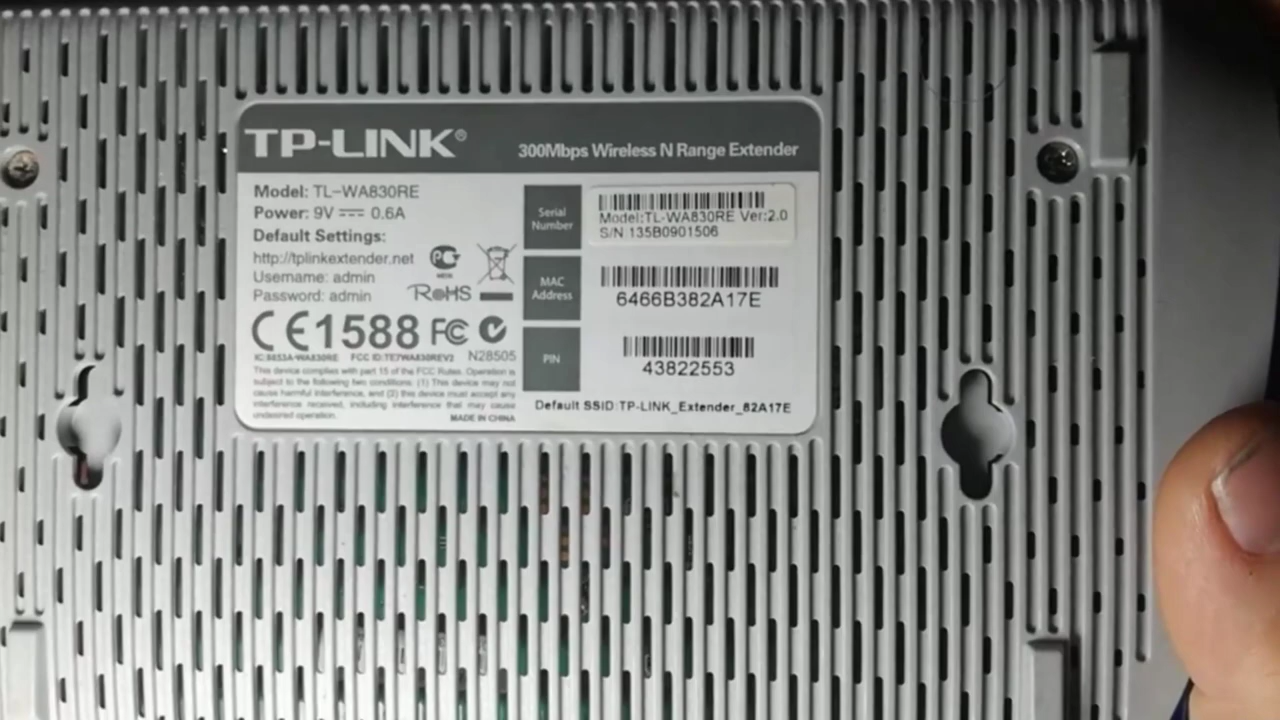 TP-LINK®
300Mbps Wireless N Range Extender
Model: TL-WA830RE
Power: 9V 0.6A
Default Settings:
http://tplinkextender.net
Username: admin
Password: admin
RoHS
CE1588 FC
IC:8853A-WA830RE FCC ID:TE7WA830REV2 N28505
This device complies with part 15 of the FCC Rules. Operation is
subject to the following two conditions: (1) This device may not
cause harmful interference, and (2) this device must accept any
interference received, including interference that may cause
undesired operation.
MADE IN CHINA
Serial
Number
Model:TL-WA830RE Ver:2.0
S/N:135B0901506
MAC
Address
6466B382A17E
PIN
43822553
Default SSID:TP-LINK_Extender_82A17E